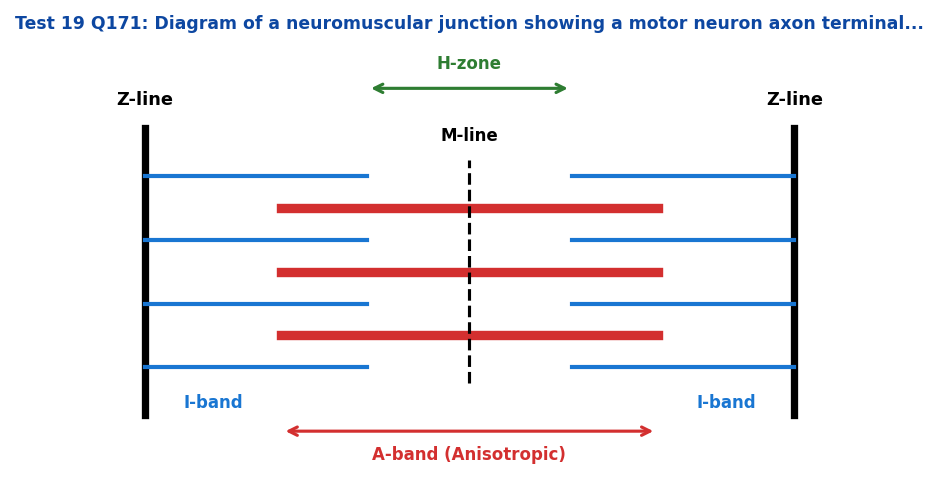 Test 19 Q171: Diagram of a neuromuscular junction showing a motor neuron axon terminal...
H-zone
Z-line
Z-line
M-line
I-band
I-band
A-band (Anisotropic)